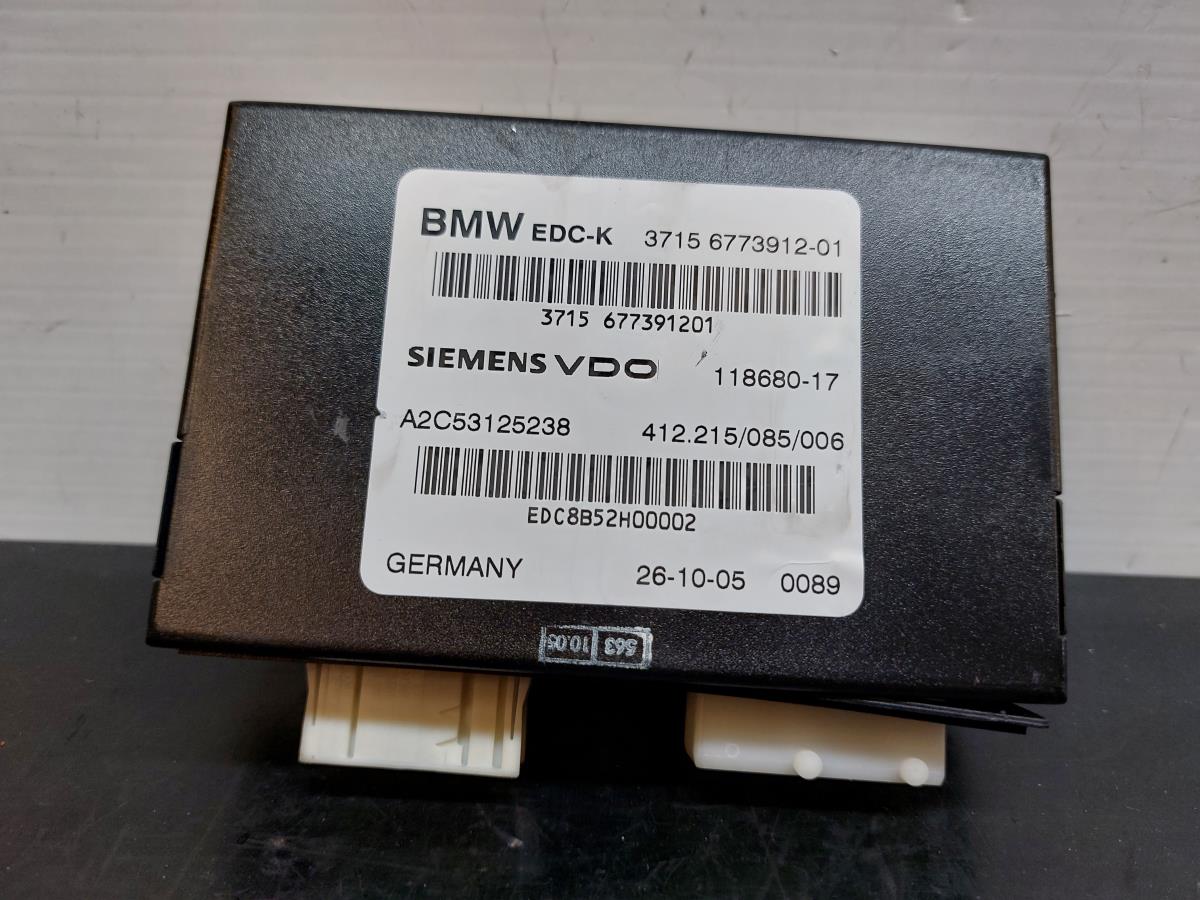 BMW EDC-K 3715 6773912-01
3715 677391201
SIEMENS VDO 118680-17
A2C53125238 412.215/085/006
EDC8B52H00002
GERMANY 26-10-05 0089
563 10.05